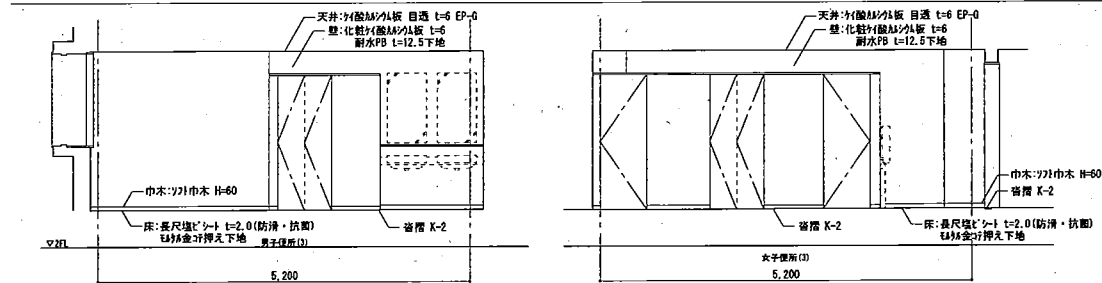 天井:ケイ酸カルシウム板 目透 t=6 EP-G
壁:化粧ケイ酸カルシウム板 t=6
耐水PB t=12.5下地
巾木:ソフト巾木 H=60
床:長尺塩ビシート t=2.0(防滑・抗菌)
モルタル金コテ押え下地
沓摺 K-2
▽2FL
男子便所(3)
5,200
天井:ケイ酸カルシウム板 目透 t=6 EP-G
壁:化粧ケイ酸カルシウム板 t=6
耐水PB t=12.5下地
巾木:ソフト巾木 H=60
沓摺 K-2
沓摺 K-2
床:長尺塩ビシート t=2.0(防滑・抗菌)
モルタル金コテ押え下地
女子便所(3)
5,200